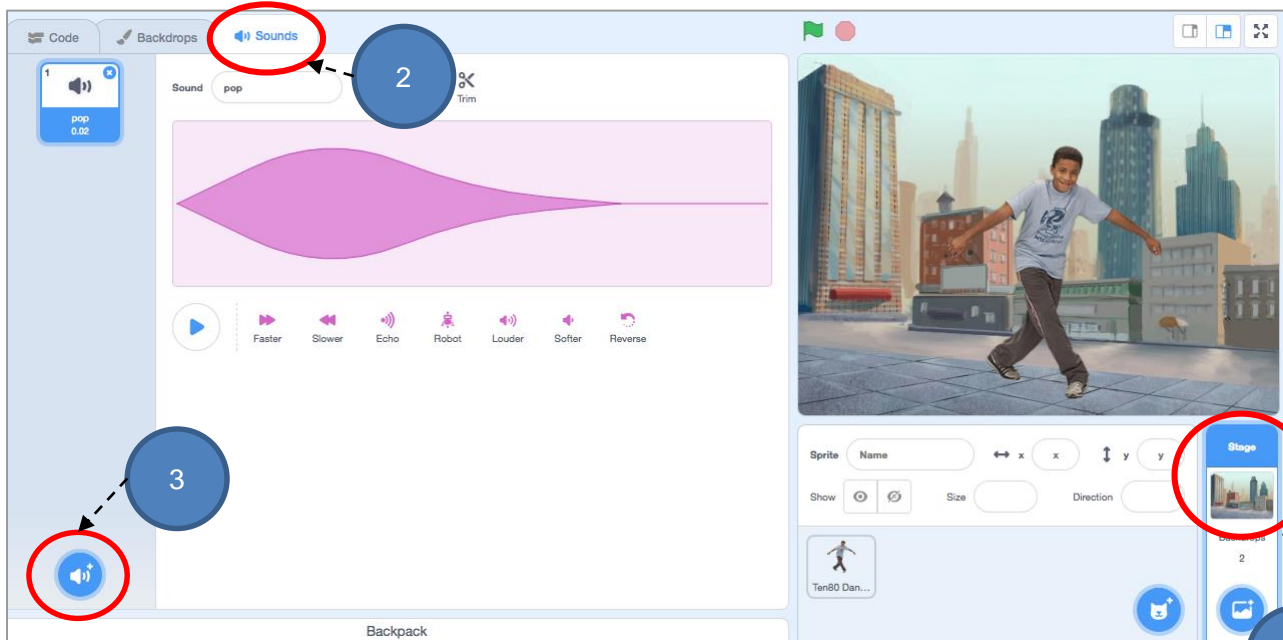 Code
Backdrops
Sounds
2
1
pop
0.02
Sound
pop
Trim
Faster
Slower
Echo
Robot
Louder
Softer
Reverse
3
Backpack
Sprite
Name
x
x
y
y
Show
Size
Direction
Ten80 Dan...
Stage
Backdrops
2